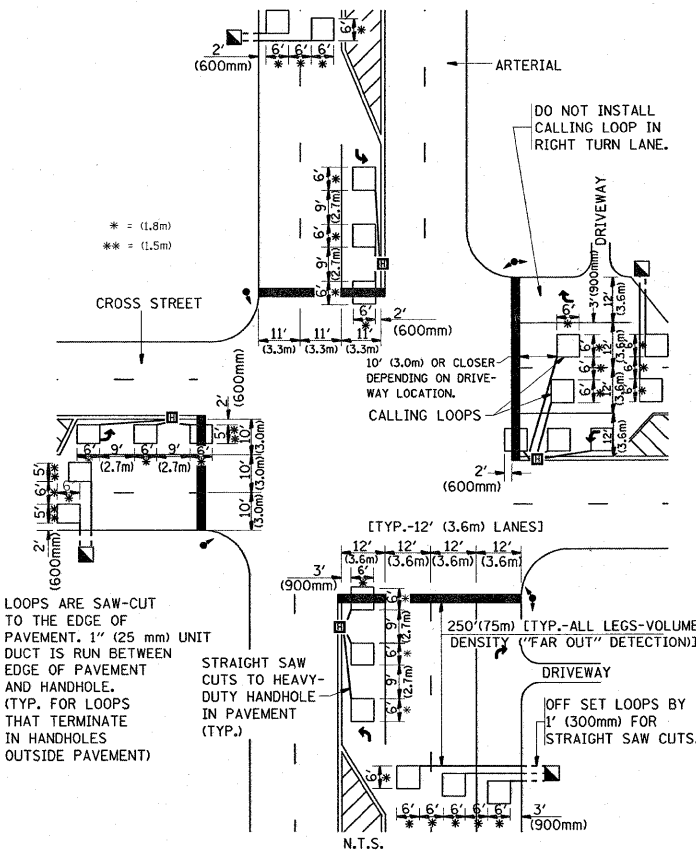 6'
6'
6'
*
*
*
6'
*
2'
(600mm)
ARTERIAL
DO NOT INSTALL
CALLING LOOP IN
RIGHT TURN LANE.
* = (1.8m)
** = (1.5m)
6'
*
9'
(2.7m)
6'
*
9'
(2.7m)
6'
*
H
DRIVEWAY
3'(900mm)
12'
(3.6m)
CROSS STREET
6'
*
2'
(600mm)
11'
11'
11'
(3.3m)
(3.3m)
(3.3m)
6'
*
10' (3.0m) OR CLOSER
DEPENDING ON DRIVE-
WAY LOCATION.
CALLING LOOPS
6'
*
6'
*
6'
*
12'
(3.6m)
12'
(3.6m)
12'
(3.6m)
6'
*
6'
*
6'
*
2'
(600mm)
H
5'
**
10'
(3.0m)
10'
(3.0m)
10'
(3.0m)
6'
9'
6'
9'
6'
*
(2.7m)
*
(2.7m)
*
5'
**
6'
*
5'
**
6'
*
2'
(600mm)
H
2'
(600mm)
[TYP.-12' (3.6m) LANES]
12'
12'
12'
12'
(3.6m)
(3.6m)
(3.6m)
(3.6m)
3'
(900mm)
6'
*
H
6'
*
9'
(2.7m)
6'
*
9'
(2.7m)
6'
*
250'(75m) [TYP.-ALL LEGS-VOLUME
DENSITY ("FAR OUT" DETECTION)]
DRIVEWAY
LOOPS ARE SAW-CUT
TO THE EDGE OF
PAVEMENT. 1" (25 mm) UNIT
DUCT IS RUN BETWEEN
EDGE OF PAVEMENT
AND HANDHOLE.
(TYP. FOR LOOPS
THAT TERMINATE
IN HANDHOLES
OUTSIDE PAVEMENT)
STRAIGHT SAW
CUTS TO HEAVY-
DUTY HANDHOLE
IN PAVEMENT
(TYP.)
OFF SET LOOPS BY
1' (300mm) FOR
STRAIGHT SAW CUTS.
6'
*
6'
6'
6'
6'
6'
*
*
*
*
*
3'
(900mm)
N.T.S.